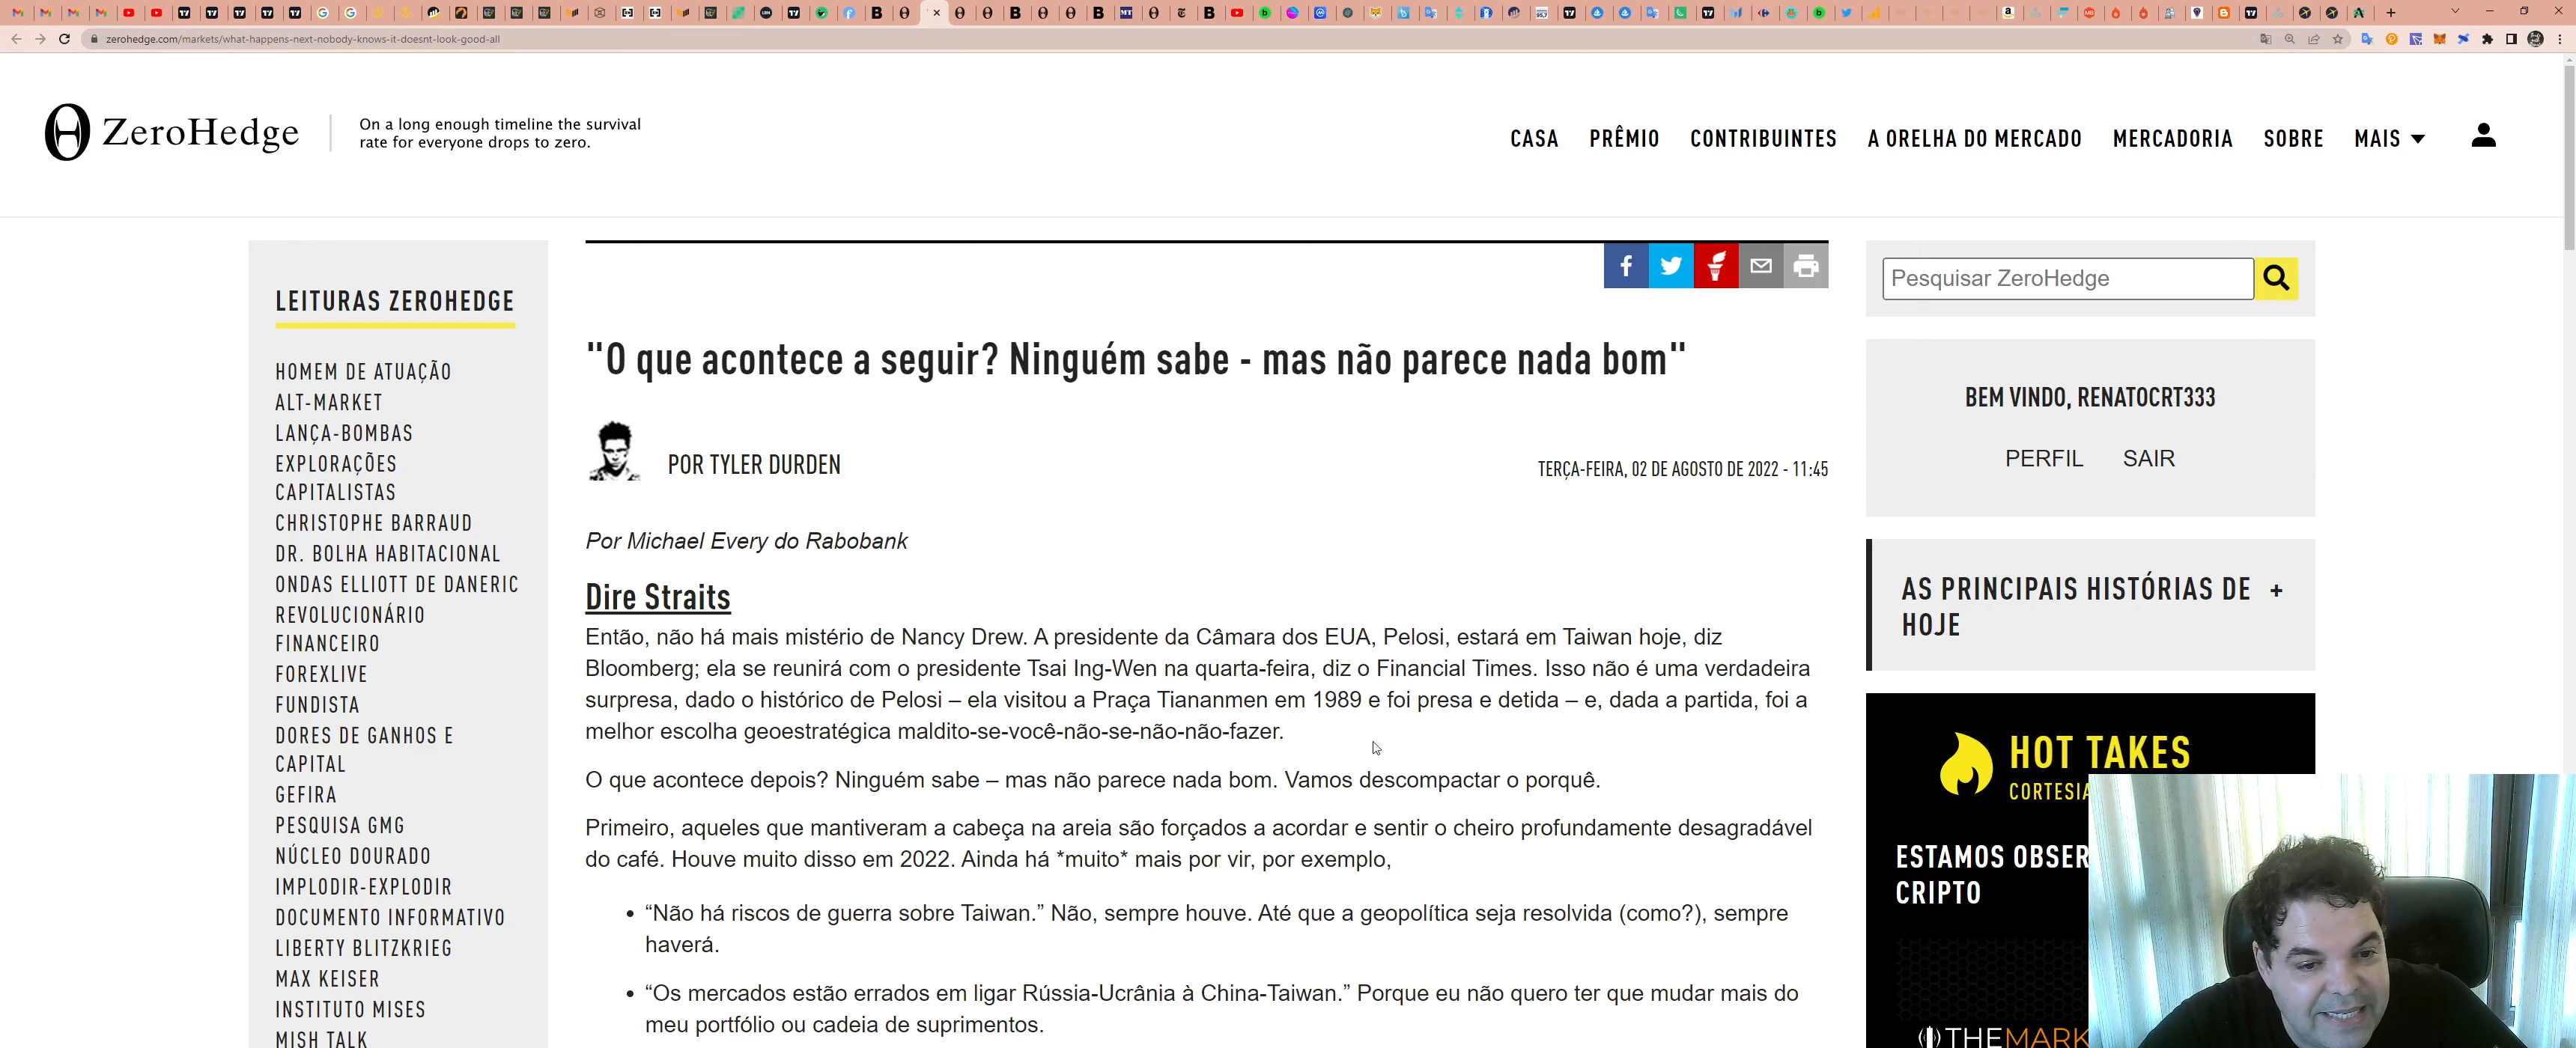 zerohedge.com/markets/what-happens-next-nobody-knows-it-doesnt-look-good-all
ZeroHedge
On a long enough timeline the survival
rate for everyone drops to zero.
CASA PRÊMIO CONTRIBUINTES A ORELHA DO MERCADO MERCADORIA SOBRE MAIS
LEITURAS ZEROHEDGE
HOMEM DE ATUAÇÃO
ALT-MARKET
LANÇA-BOMBAS
EXPLORAÇÕES
CAPITALISTAS
CHRISTOPHE BARRAUD
DR. BOLHA HABITACIONAL
ONDAS ELLIOTT DE DANERIC
REVOLUCIONÁRIO
FINANCEIRO
FOREXLIVE
FUNDISTA
DORES DE GANHOS E
CAPITAL
GEFIRA
PESQUISA GMG
NÚCLEO DOURADO
IMPLODIR-EXPLODIR
DOCUMENTO INFORMATIVO
LIBERTY BLITZKRIEG
MAX KEISER
INSTITUTO MISES
MISH TALK
"O que acontece a seguir? Ninguém sabe - mas não parece nada bom"
POR TYLER DURDEN
TERÇA-FEIRA, 02 DE AGOSTO DE 2022 - 11:45
Por Michael Every do Rabobank
Dire Straits
Então, não há mais mistério de Nancy Drew. A presidente da Câmara dos EUA, Pelosi, estará em Taiwan hoje, diz
Bloomberg; ela se reunirá com o presidente Tsai Ing-Wen na quarta-feira, diz o Financial Times. Isso não é uma verdadeira
surpresa, dado o histórico de Pelosi – ela visitou a Praça Tiananmen em 1989 e foi presa e detida – e, dada a partida, foi a
melhor escolha geoestratégica maldito-se-você-não-se-não-não-fazer.
O que acontece depois? Ninguém sabe – mas não parece nada bom. Vamos descompactar o porquê.
Primeiro, aqueles que mantiveram a cabeça na areia são forçados a acordar e sentir o cheiro profundamente desagradável
do café. Houve muito disso em 2022. Ainda há *muito* mais por vir, por exemplo,
• “Não há riscos de guerra sobre Taiwan.” Não, sempre houve. Até que a geopolítica seja resolvida (como?), sempre
haverá.
• “Os mercados estão errados em ligar Rússia-Ucrânia à China-Taiwan.” Porque eu não quero ter que mudar mais do
meu portfólio ou cadeia de suprimentos.
Pesquisar ZeroHedge
BEM VINDO, RENATOCRT333
PERFIL SAIR
AS PRINCIPAIS HISTÓRIAS DE +
HOJE
HOT TAKES
CORTESIA
ESTAMOS OBSER
CRIPTO
THEMARK